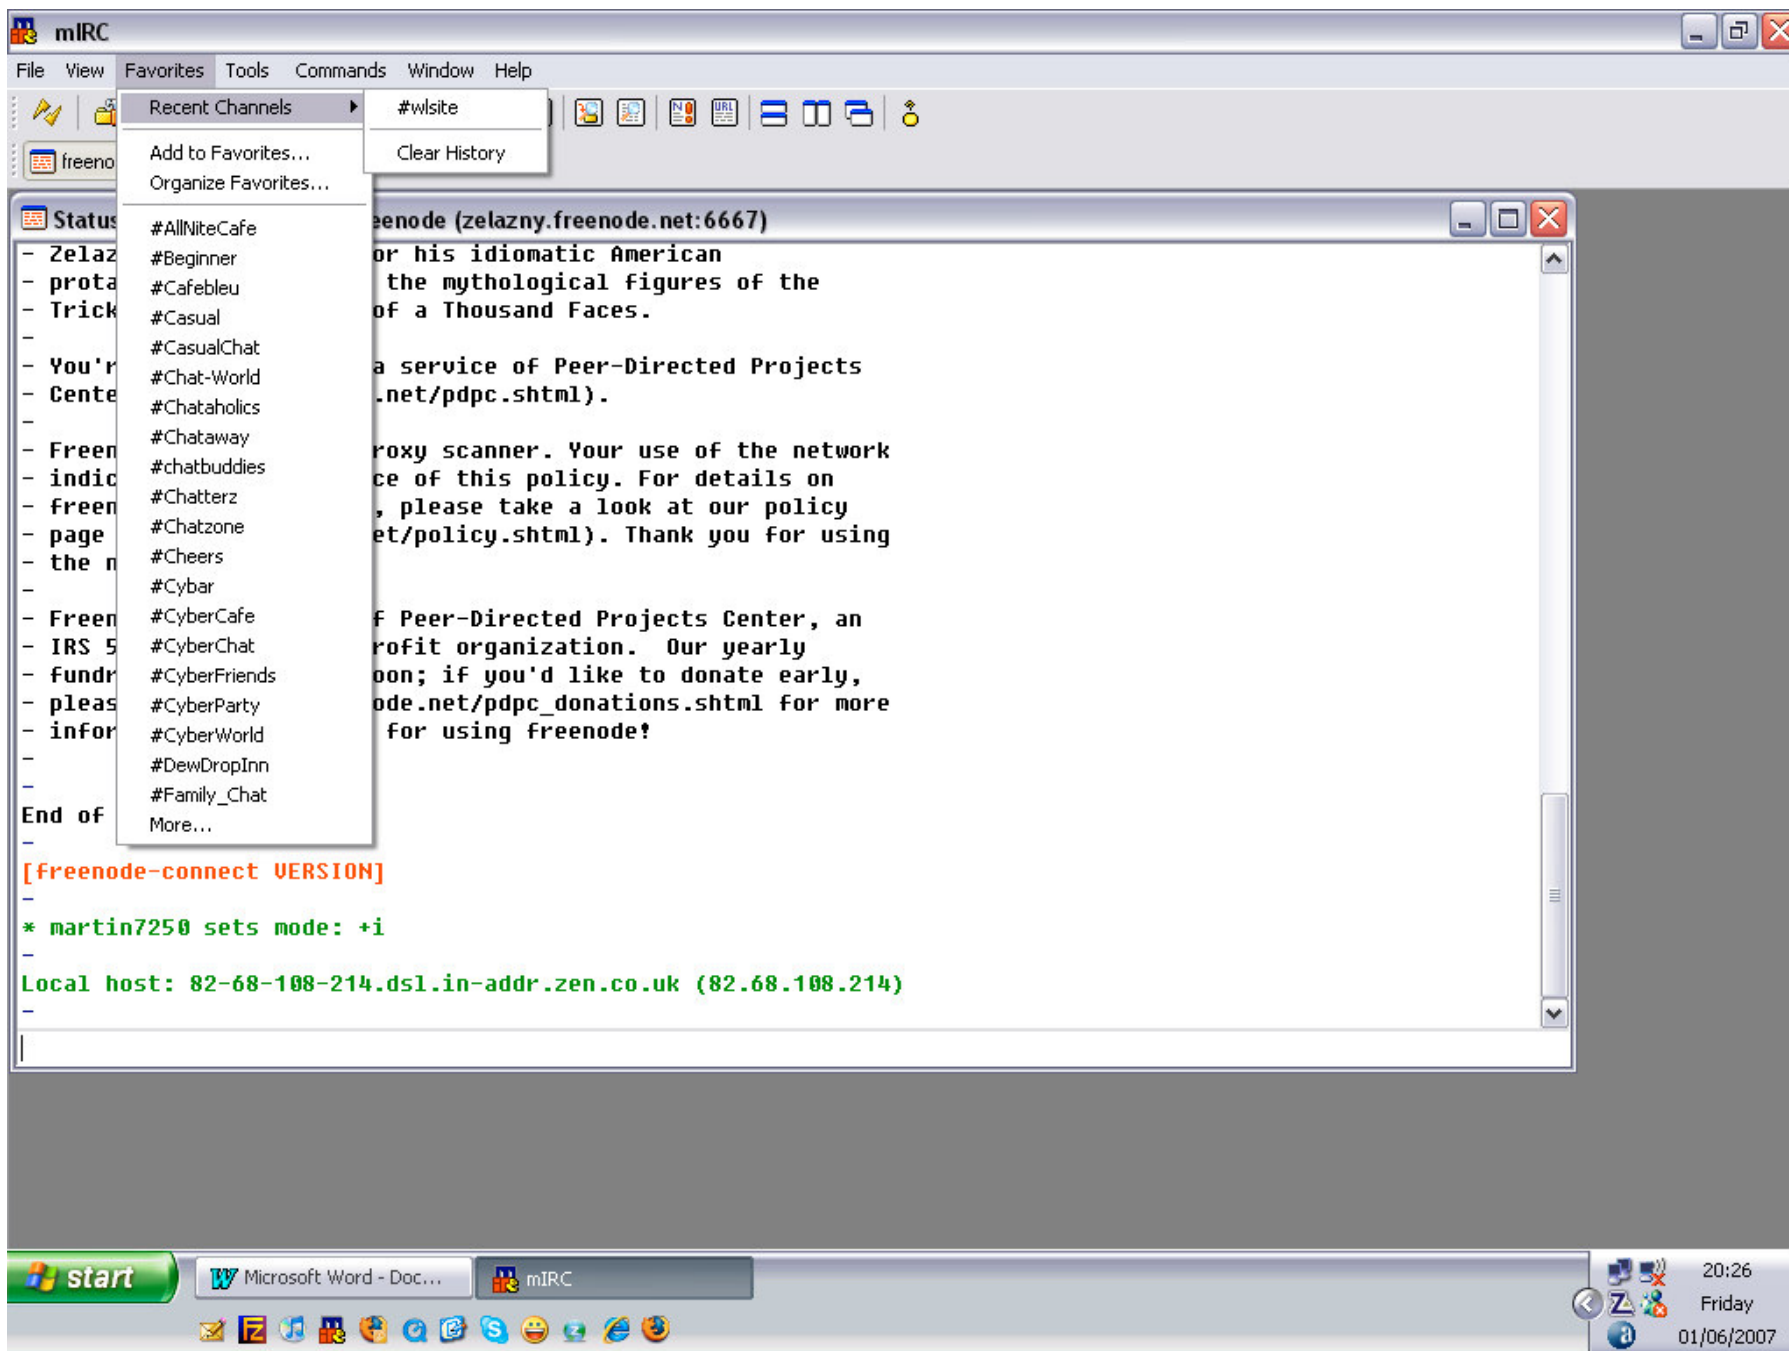 mIRC
File View Favorites Tools Commands Window Help
Recent Channels
#wlsite
Clear History
Add to Favorites...
Organize Favorites...
#AllNiteCafe
#Beginner
#Cafebleu
#Casual
#CasualChat
#Chat-World
#Chataholics
#Chataway
#chatbuddies
#Chatterz
#Chatzone
#Cheers
#Cybar
#CyberCafe
#CyberChat
#CyberFriends
#CyberParty
#CyberWorld
#DewDropInn
#Family_Chat
More...
freeno
Status eenode (zelazny.freenode.net:6667)
- Zelaz or his idiomatic American
- prota the mythological figures of the
- Trick of a Thousand Faces.
-
- You'r a service of Peer-Directed Projects
- Cente .net/pdpc.shtml).
-
- Freen roxy scanner. Your use of the network
- indic ce of this policy. For details on
- freen , please take a look at our policy
- page et/policy.shtml). Thank you for using
- the n
-
- Freen f Peer-Directed Projects Center, an
- IRS 5 rofit organization. Our yearly
- fundr oon; if you'd like to donate early,
- pleas ode.net/pdpc_donations.shtml for more
- infor for using freenode!
-
-
End of
-
[freenode-connect VERSION]
-
* martin7250 sets mode: +i
-
Local host: 82-68-108-214.dsl.in-addr.zen.co.uk (82.68.108.214)
-
start
Microsoft Word - Doc...
mIRC
20:26
Friday
01/06/2007